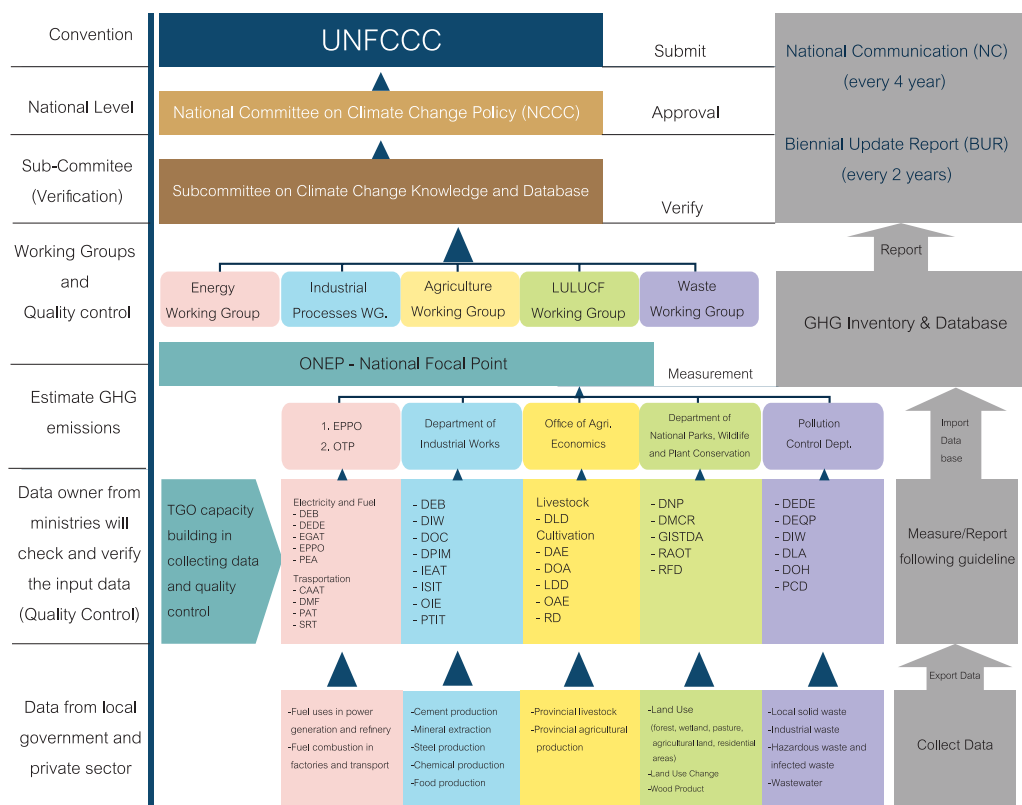 Convention
UNFCCC
Submit
National Communication (NC)
(every 4 year)
National Level
National Committee on Climate Change Policy (NCCC)
Approval
Biennial Update Report (BUR)
(every 2 years)
Sub-Commitee
(Verification)
Subcommittee on Climate Change Knowledge and Database
Verify
Working Groups
and
Quality control
Energy
Working Group
Industrial
Processes WG.
Agriculture
Working Group
LULUCF
Working Group
Waste
Working Group
Report
GHG Inventory & Database
ONEP - National Focal Point
Measurement
Estimate GHG
emissions
1. EPPO
2. OTP
Department of
Industrial Works
Office of Agri.
Economics
Department of
National Parks, Wildlife
and Plant Conservation
Pollution
Control Dept.
Import
Data
base
Data owner from
ministries will
check and verify
the input data
(Quality Control)
TGO capacity
building in
collecting data
and quality
control
Electricity and Fuel
- DEB
- DEDE
- EGAT
- EPPO
- PEA
Trasportation
- CAAT
- DMF
- PAT
- SRT
- DEB
- DIW
- DOC
- DPIM
- IEAT
- ISIT
- OIE
- PTIT
Livestock
- DLD
Cultivation
- DAE
- DOA
- LDD
- OAE
- RD
- DNP
- DMCR
- GISTDA
- RAOT
- RFD
- DEDE
- DEQP
- DIW
- DLA
- DOH
- PCD
Measure/Report
following guideline
Export Data
Data from local
government and
private sector
-Fuel uses in power
generation and refinery
-Fuel combustion in
factories and transport
-Cement production
-Mineral extraction
-Steel production
-Chemical production
-Food production
-Provincial livestock
-Provincial agricultural
production
-Land Use
(forest, wetland, pasture,
agricultural land, residential
areas)
-Land Use Change
-Wood Product
-Local solid waste
-Industrial waste
-Hazardous waste and
infected waste
-Wastewater
Collect Data